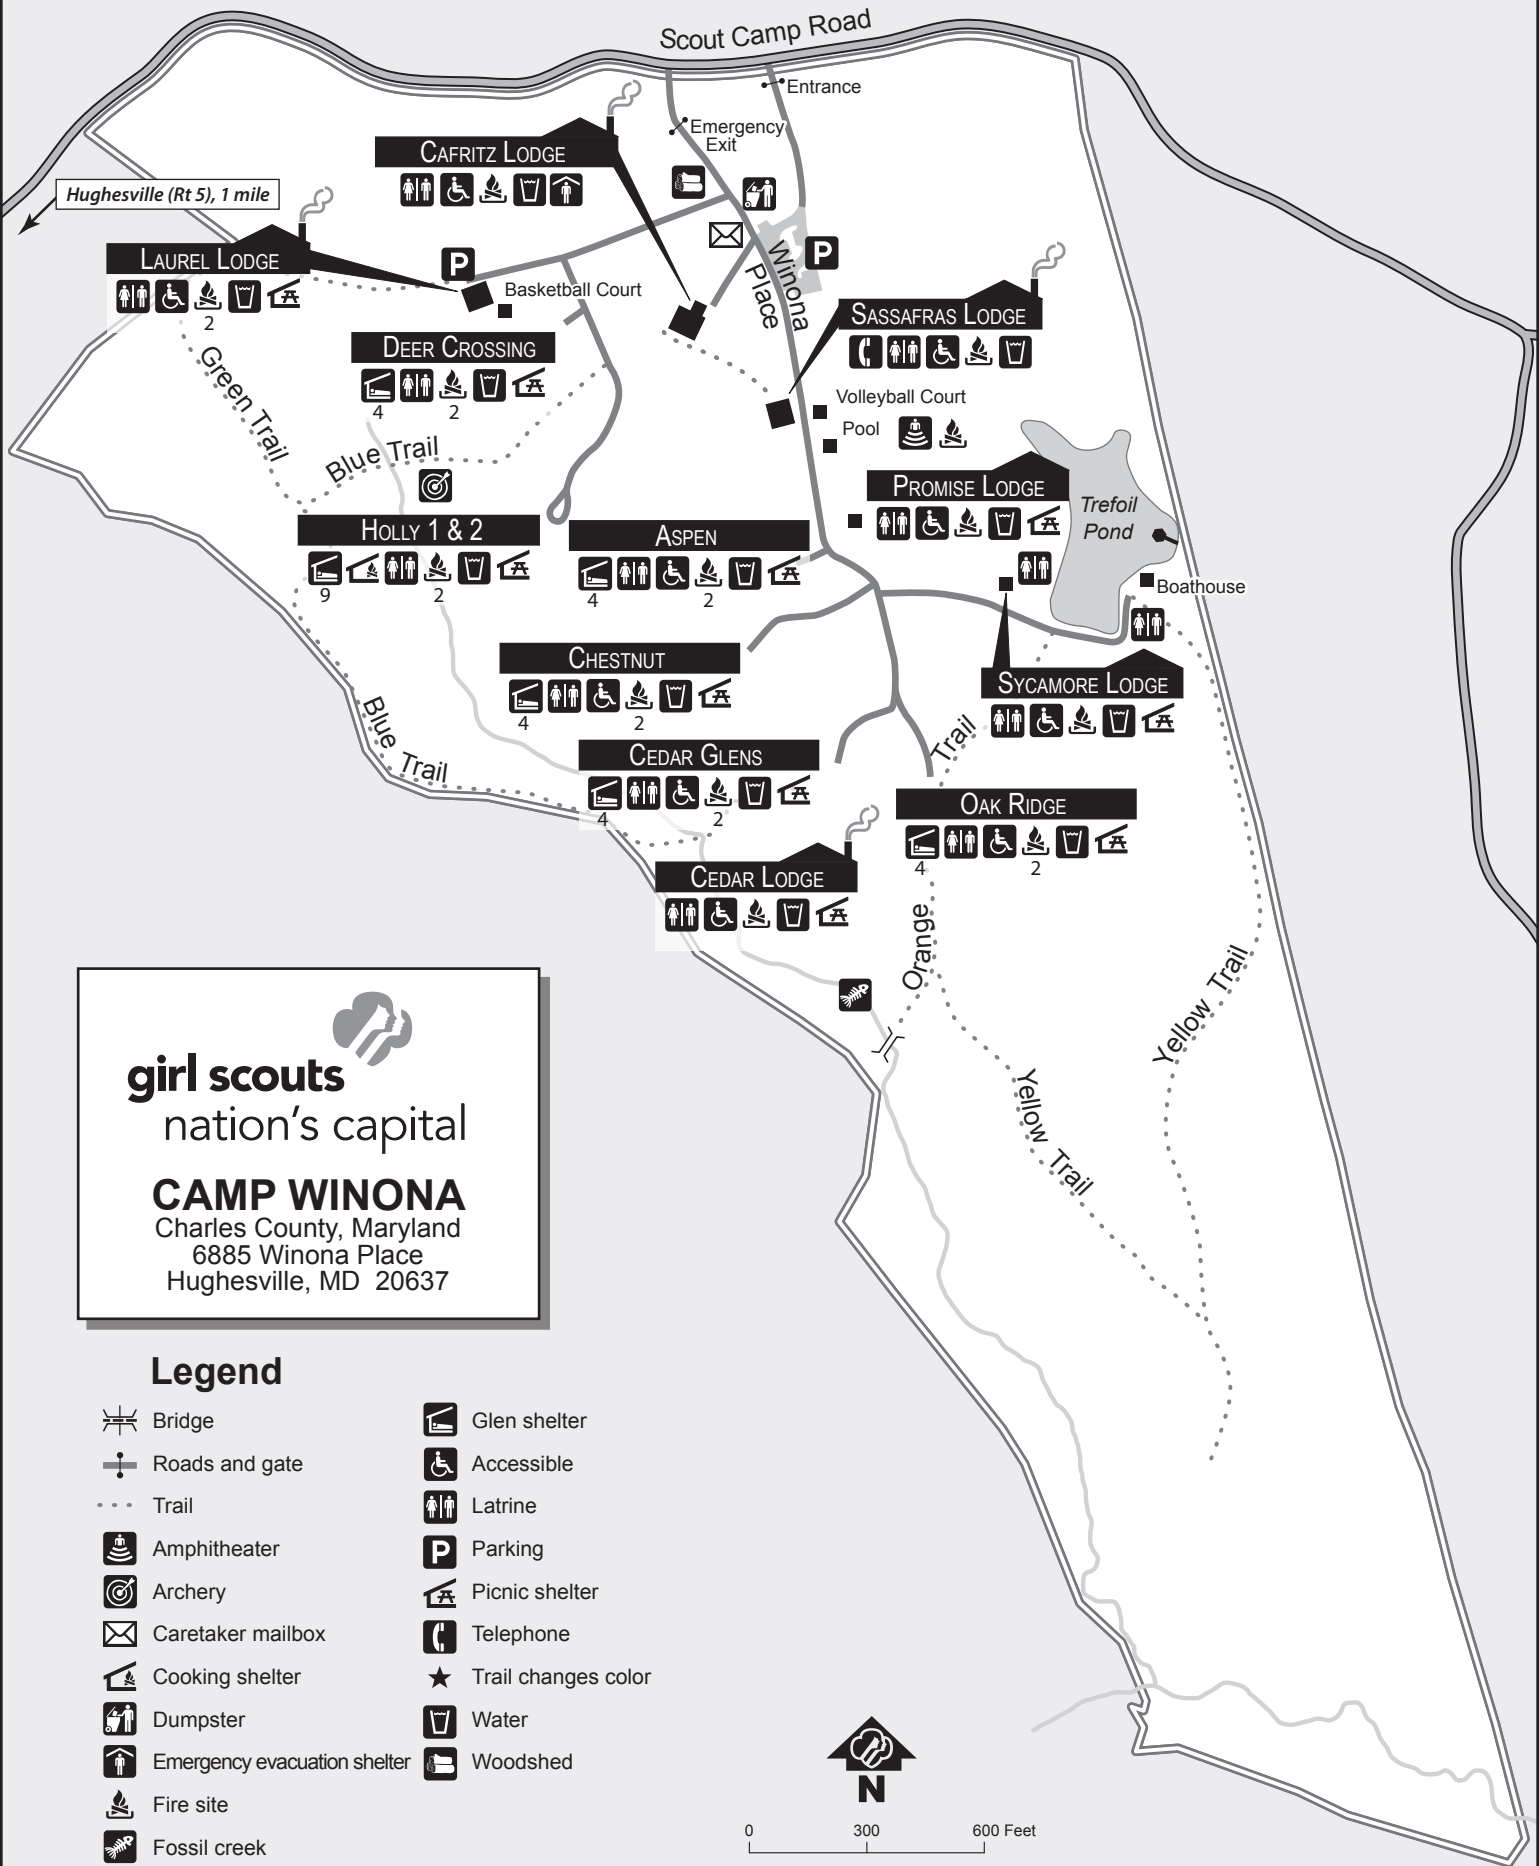 Scout Camp Road
Entrance
Emergency
Exit
CAFRITZ LODGE
Hughesville (Rt 5), 1 mile
LAUREL LODGE
2
P
Basketball Court
Winona
Place
P
SASSAFRAS LODGE
DEER CROSSING
4 2
Green Trail
Blue Trail
Volleyball Court
Pool
PROMISE LODGE
Trefoil
Pond
HOLLY 1 & 2
9 2
ASPEN
4 2
Boathouse
CHESTNUT
4 2
SYCAMORE LODGE
Blue Trail
CEDAR GLENS
4 2
Trail
OAK RIDGE
4 2
CEDAR LODGE
Orange
Yellow Trail
Yellow Trail
girl scouts
nation's capital
CAMP WINONA
Charles County, Maryland
6885 Winona Place
Hughesville, MD 20637
Legend
Bridge
Roads and gate
Trail
Amphitheater
Archery
Caretaker mailbox
Cooking shelter
Dumpster
Emergency evacuation shelter
Fire site
Fossil creek
Glen shelter
Accessible
Latrine
P Parking
Picnic shelter
Telephone
Trail changes color
Water
Woodshed
N
0 300 600 Feet